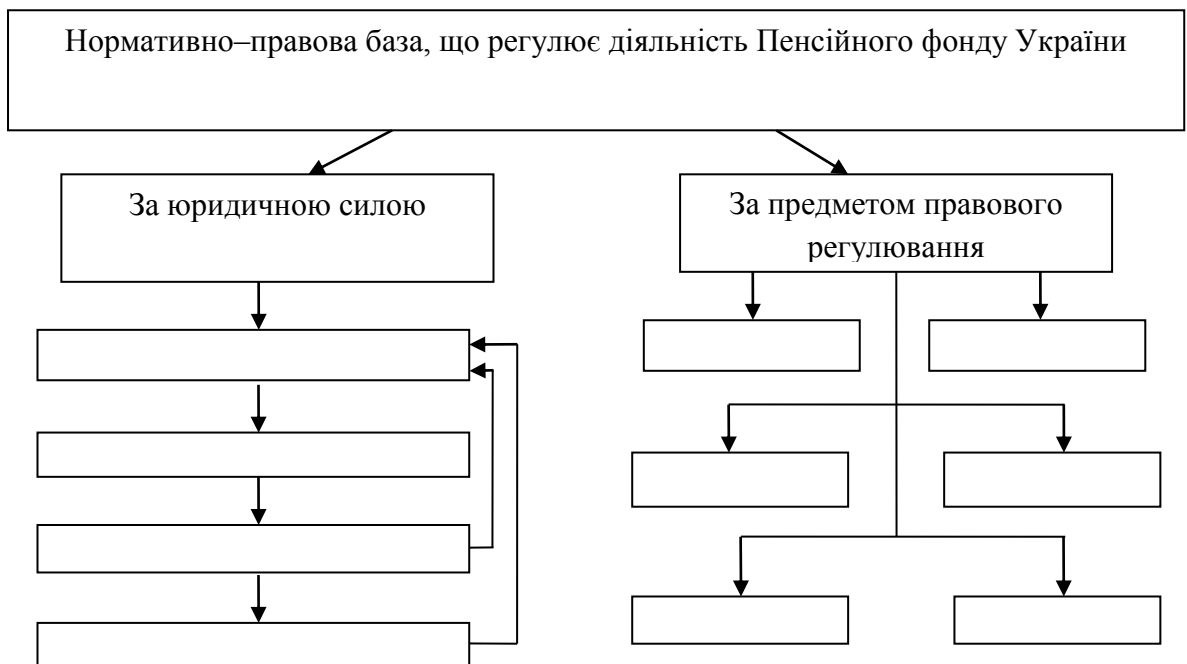 Нормативно–правова база, що регулює діяльність Пенсійного фонду України
За юридичною силою
За предметом правового
регулювання